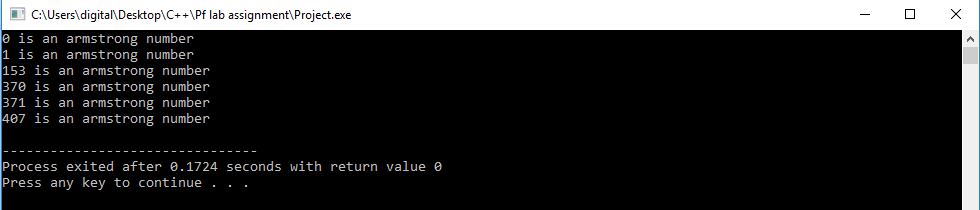 C:\Users\digital\Desktop\C++\Pf lab assignment\Project.exe
0 is an armstrong number
1 is an armstrong number
153 is an armstrong number
370 is an armstrong number
371 is an armstrong number
407 is an armstrong number
--------------------------------
Process exited after 0.1724 seconds with return value 0
Press any key to continue . . .